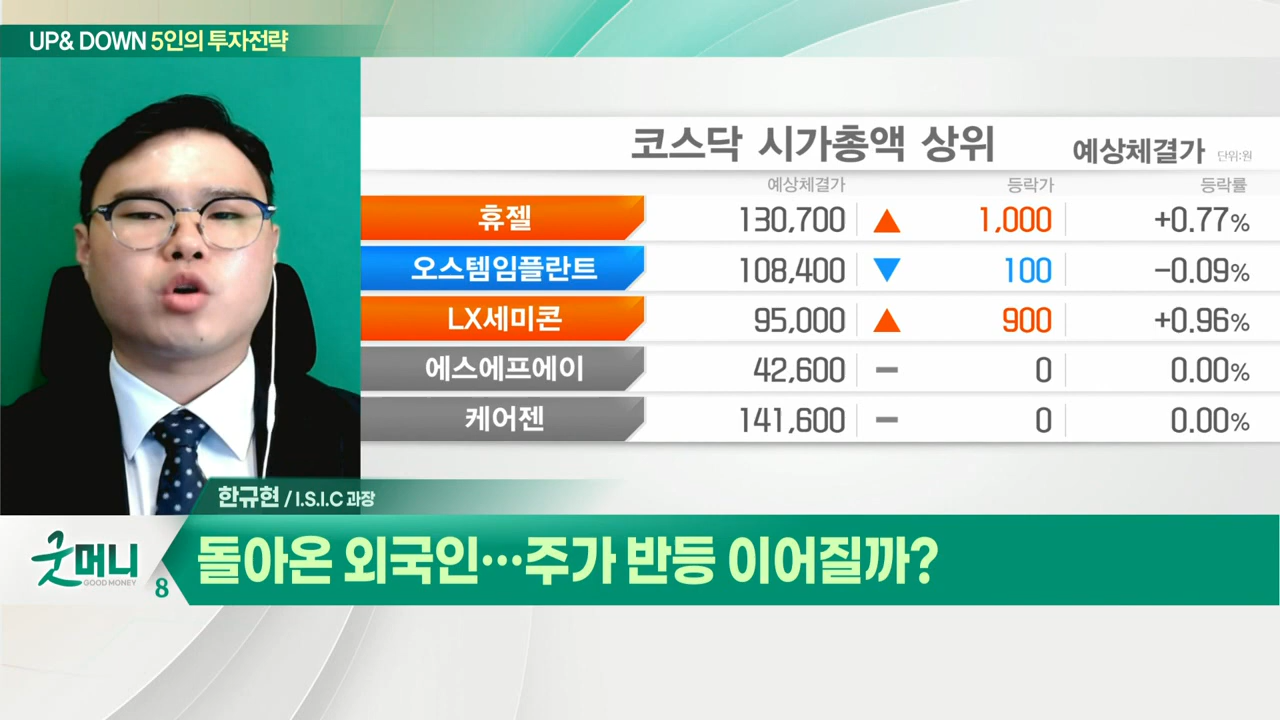 UP& DOWN 5인의 투자전략
코스닥 시가총액 상위 예상체결가 단위:원
예상체결가 등락가 등락률
휴젤 130,700 ▲ 1,000 +0.77%
오스템임플란트 108,400 ▼ 100 -0.09%
LX세미콘 95,000 ▲ 900 +0.96%
에스에프에이 42,600 - 0 0.00%
케어젠 141,600 - 0 0.00%
한규현 / I.S.I.C 과장
굿머니 GOOD MONEY 8
돌아온 외국인…주가 반등 이어질까?